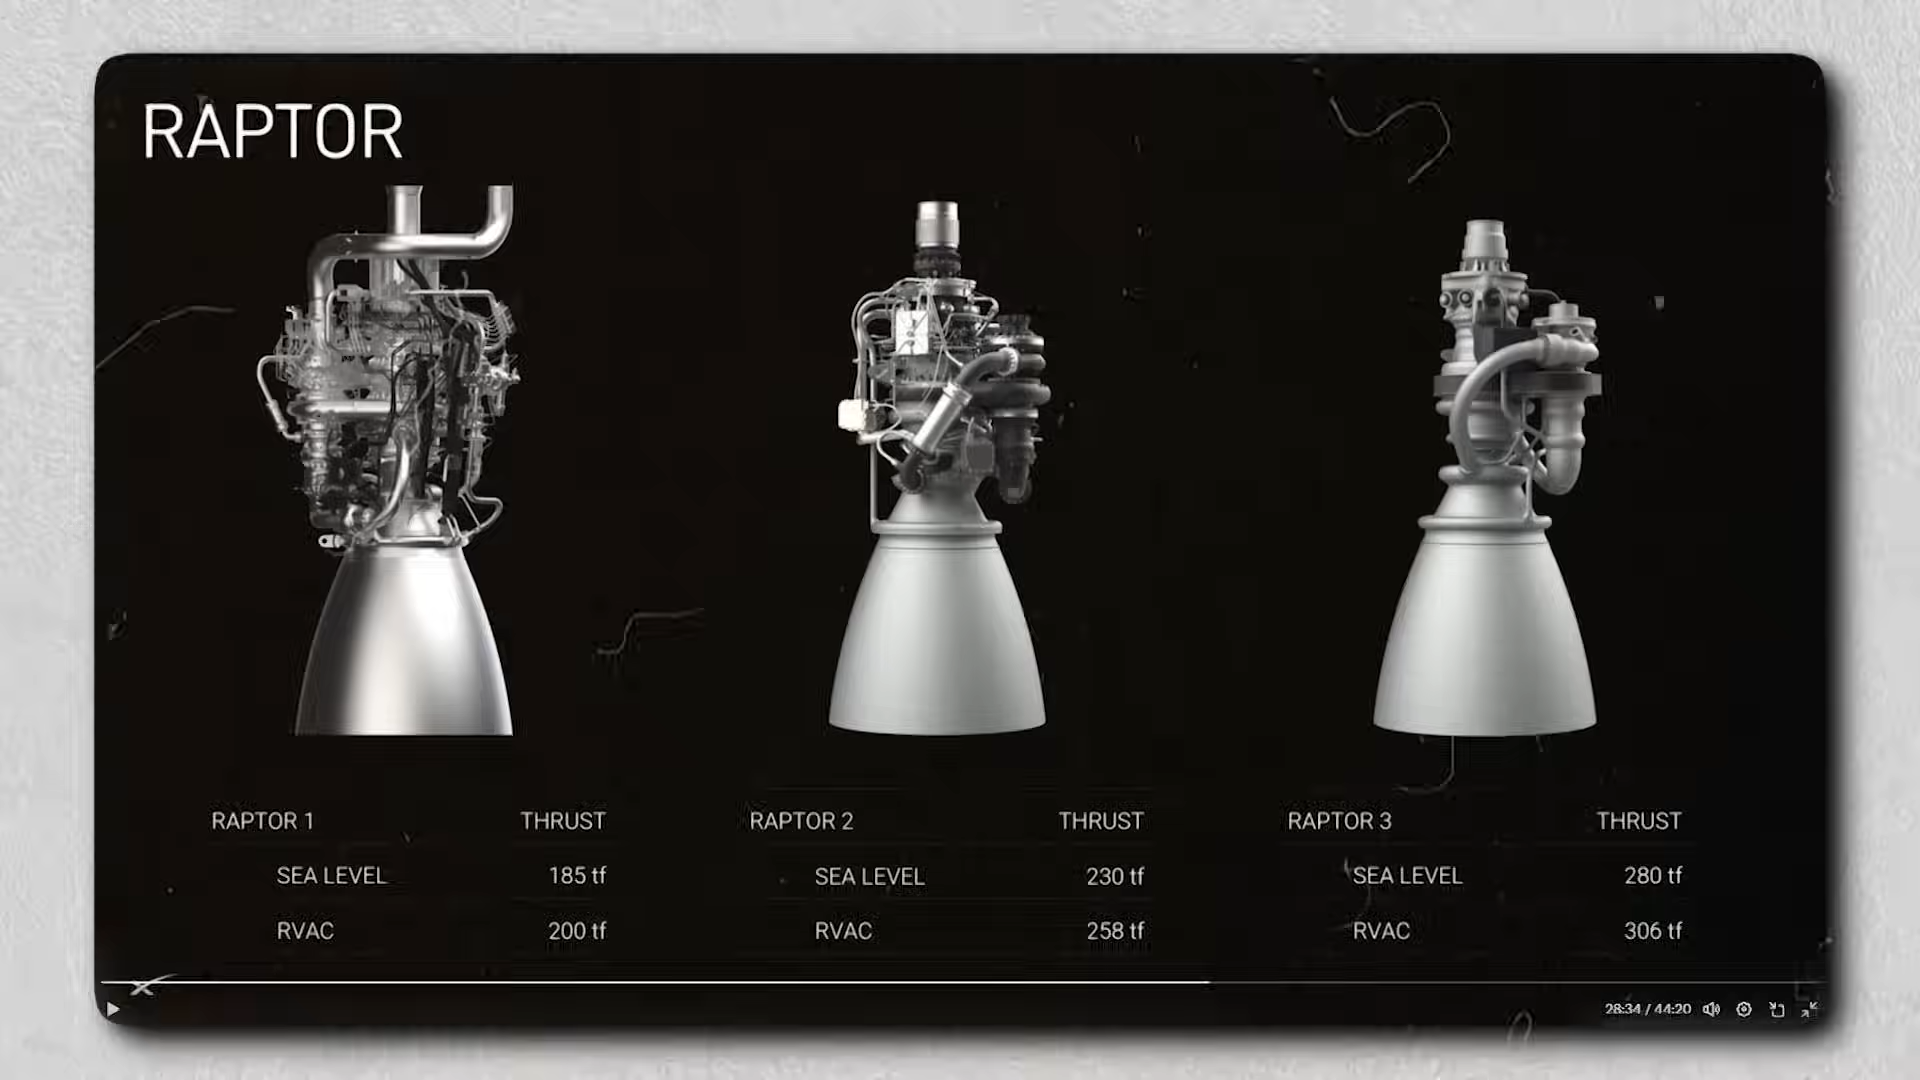 RAPTOR
RAPTOR 1 THRUST
SEA LEVEL 185 tf
RVAC 200 tf
RAPTOR 2 THRUST
SEA LEVEL 230 tf
RVAC 258 tf
RAPTOR 3 THRUST
SEA LEVEL 280 tf
RVAC 306 tf
28:34 / 44:20